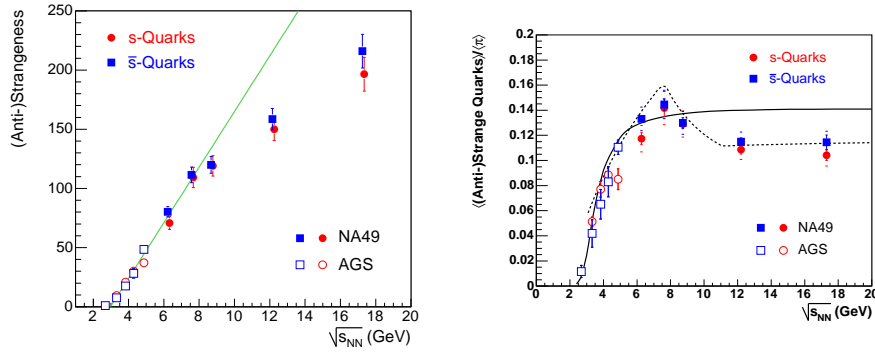 (Anti-)Strangeness
250
200
150
100
50
0
s-Quarks
s̅-Quarks
NA49
AGS
2 4 6 8 10 12 14 16 18 20
√sNN (GeV)
⟨(Anti-)Strange Quarks⟩/⟨π⟩
0.2
0.18
0.16
0.14
0.12
0.1
0.08
0.06
0.04
0.02
0
s-Quarks
s̅-Quarks
NA49
AGS
0 2 4 6 8 10 12 14 16 18 20
√sNN (GeV)